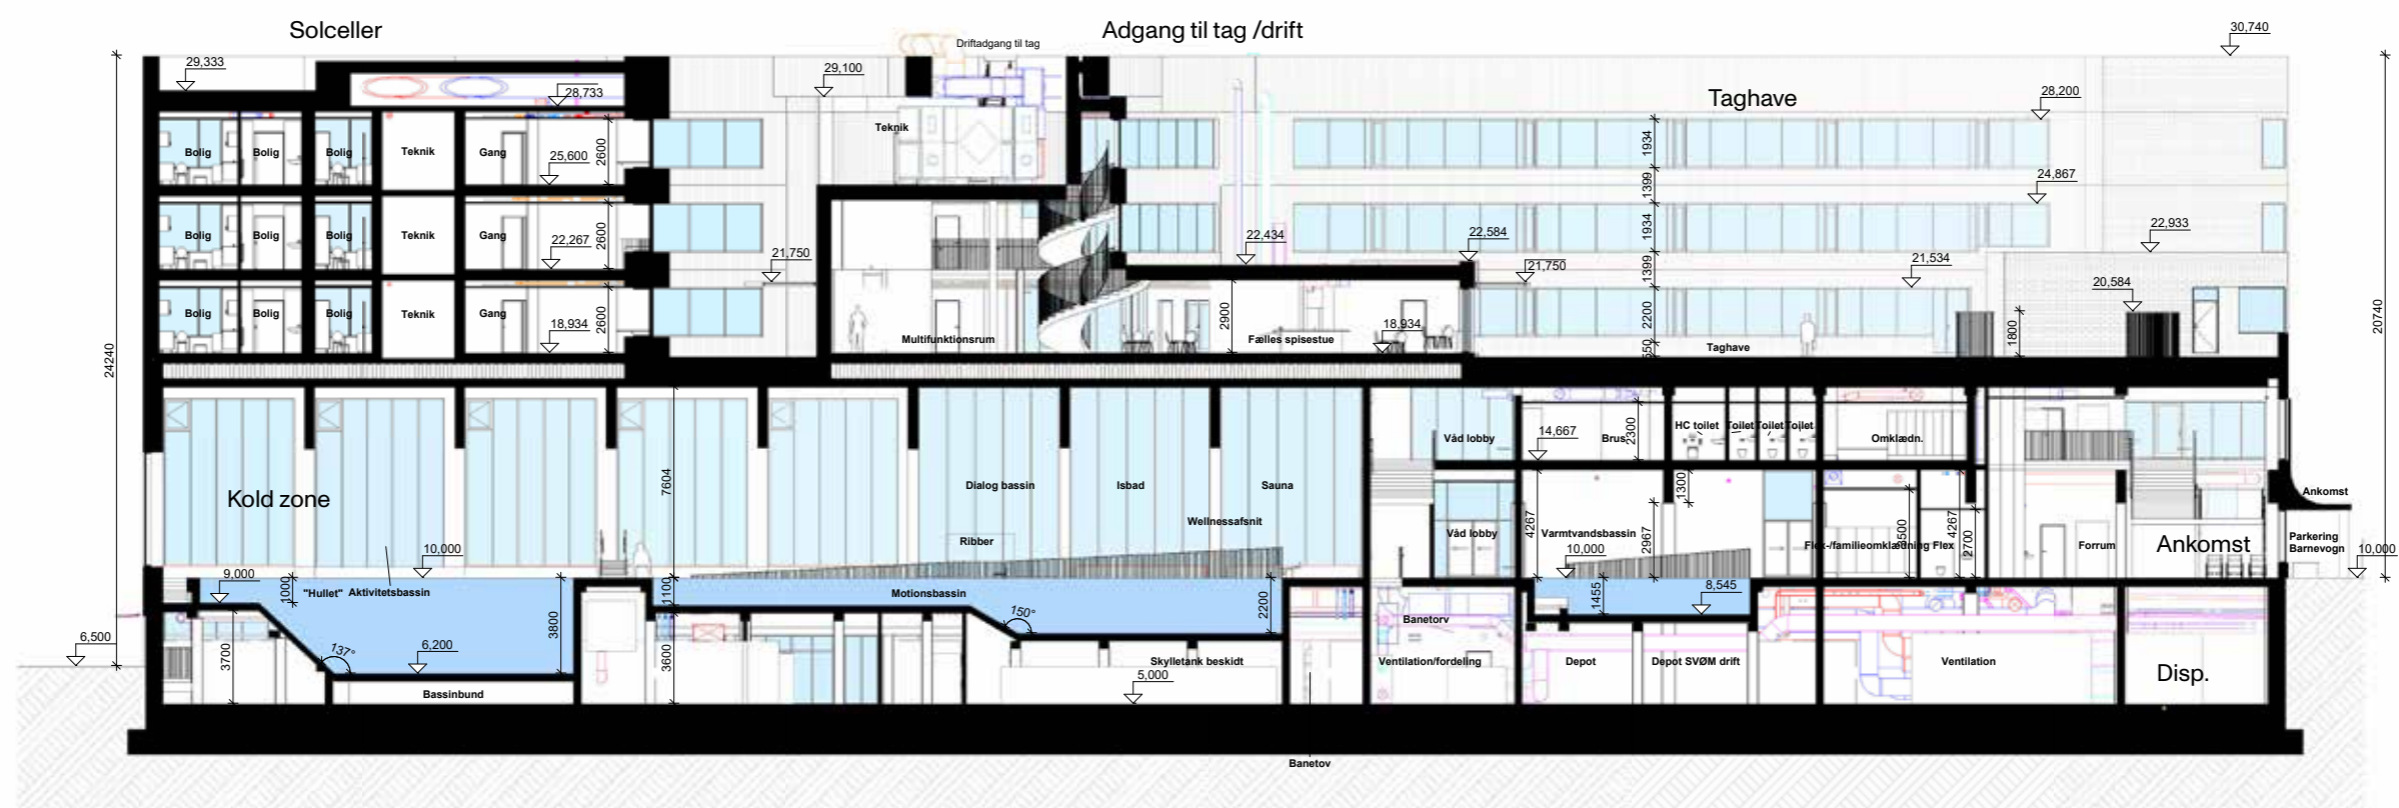 Solceller
Adgang til tag /drift
Driftadgang til tag
30,740
29,333
28,733
29,100
Taghave
28,200
Teknik
Bolig
Bolig
Bolig
Teknik
Gang
25,600
2600
1934
1399
24,867
Bolig
Bolig
Bolig
Teknik
Gang
22,267
2600
21,750
22,434
22,584
21,750
1934
1399
21,534
22,933
20,584
Bolig
Bolig
Bolig
Teknik
Gang
18,934
2600
Multifunktionsrum
2900
Fælles spisestue
18,934
2200
550
Taghave
1800
24240
20740
Kold zone
7604
Dialog bassin
Isbad
Sauna
Wellnessafsnit
Ribber
Våd lobby
14,667
Brus
2300
HC toilet
Toilet
Toilet
Toilet
Omklædn.
Våd lobby
4267
Varmtvandsbassin
1300
2967
10,000
Flex-/familieomklædning
Flex
4267
2700
Forrum
Ankomst
Ankomst
Parkering
Barnevogn
10,000
10,000
9,000
1000
"Hullet"
Aktivitetsbassin
3800
1100
Motionsbassin
2200
1455
8,545
6,500
3700
137°
6,200
Bassinbund
3600
150°
Skylletank beskidt
5,000
Banetorv
Ventilation/fordeling
Depot
Depot SVØM drift
Ventilation
Disp.
Banetov